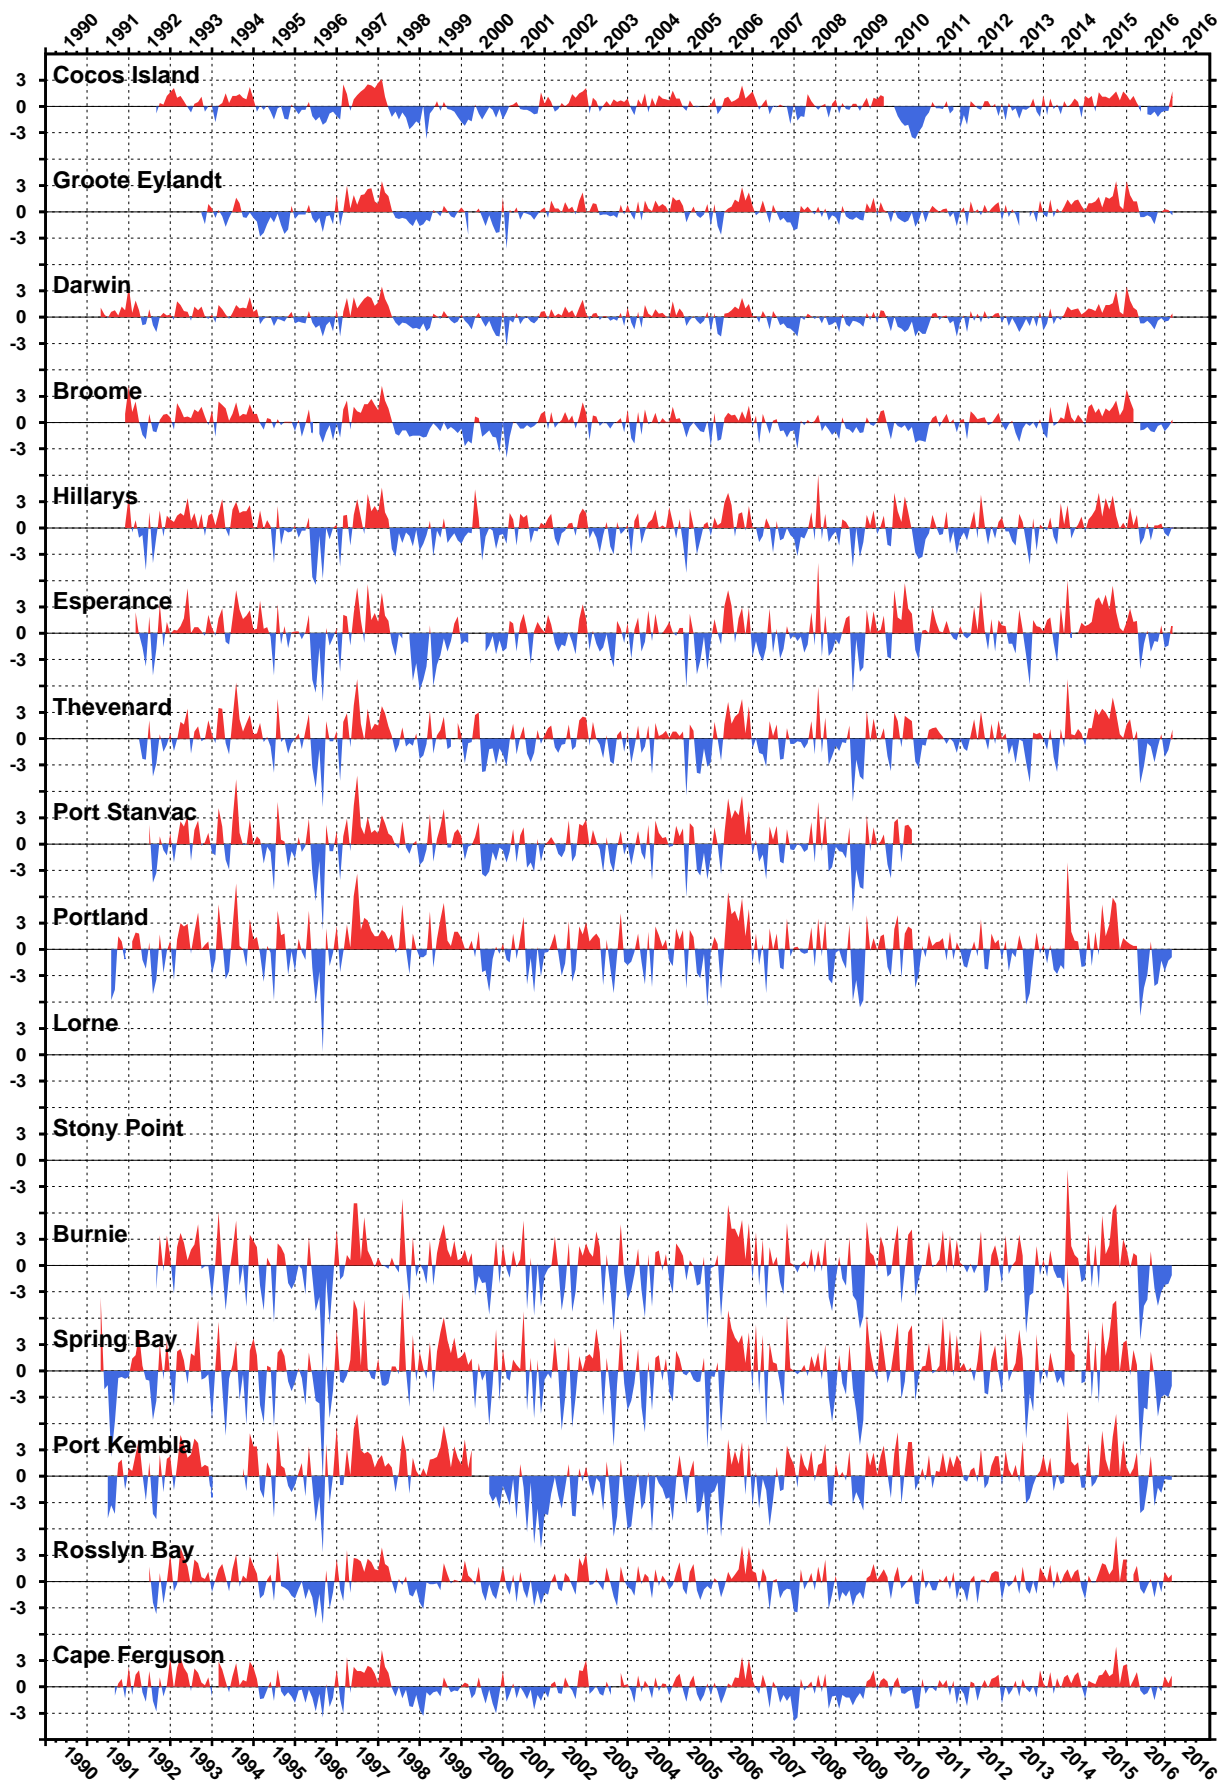 1990 1991 1992 1993 1994 1995 1996 1997 1998 1999 2000 2001 2002 2003 2004 2005 2006 2007 2008 2009 2010 2011 2012 2013 2014 2015 2016 2016
3 Cocos Island
0
-3
3 Groote Eylandt
0
-3
3 Darwin
0
-3
3 Broome
0
-3
3 Hillarys
0
-3
3 Esperance
0
-3
3 Thevenard
0
-3
3 Port Stanvac
0
-3
3 Portland
0
-3
3 Lorne
0
-3
3 Stony Point
0
-3
3 Burnie
0
-3
3 Spring Bay
0
-3
3 Port Kembla
0
-3
3 Rosslyn Bay
0
-3
3 Cape Ferguson
0
-3
1990 1991 1992 1993 1994 1995 1996 1997 1998 1999 2000 2001 2002 2003 2004 2005 2006 2007 2008 2009 2010 2011 2012 2013 2014 2015 2016 2016